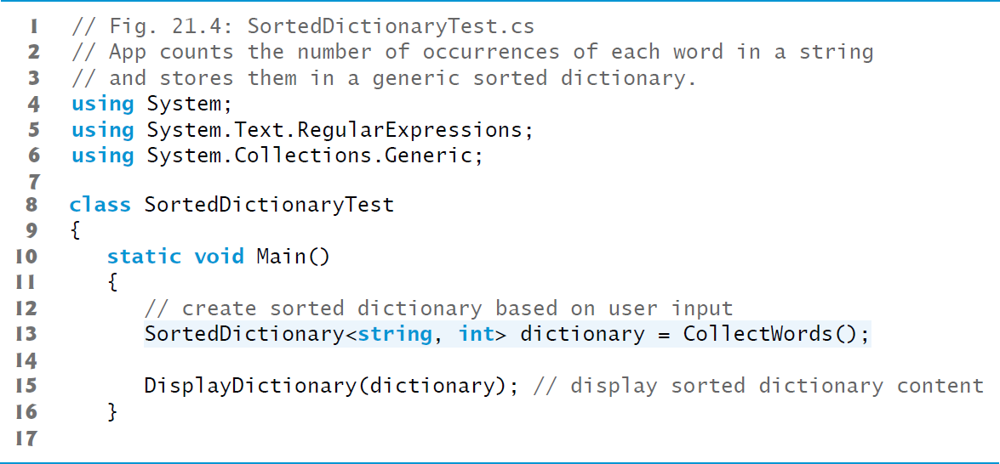 1 // Fig. 21.4: SortedDictionaryTest.cs
2 // App counts the number of occurrences of each word in a string
3 // and stores them in a generic sorted dictionary.
4 using System;
5 using System.Text.RegularExpressions;
6 using System.Collections.Generic;
7
8 class SortedDictionaryTest
9 {
10    static void Main()
11    {
12       // create sorted dictionary based on user input
13       SortedDictionary<string, int> dictionary = CollectWords();
14
15       DisplayDictionary(dictionary); // display sorted dictionary content
16    }
17